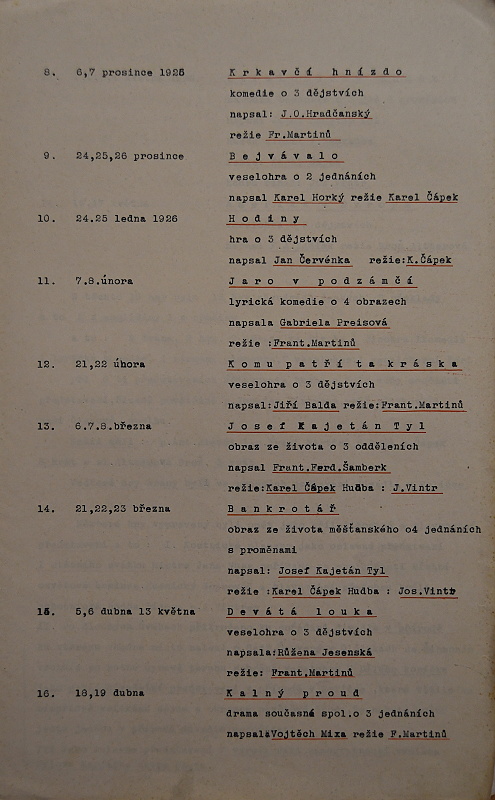 8. 6,7 prosince 1925 K r k a v č í h n í z d o
komedie o 3 dějstvích
napsal: J.O.Hradčanský
režie Fr.Martinů
9. 24,25,26 prosince B e j v á v a l o
veselohra o 2 jednáních
napsal Karel Horký režie Karel Čápek
10. 24.25 ledna 1926 H o d i n y
hra o 3 dějstvích
napsal Jan Červénka režie:K.Čápek
11. 7.8.února J a r o v p o d z á m č í
lyrická komedie o 4 obrazech
napsala Gabriela Preisová
režie :Frant.Martinů
12. 21,22 úhora K o m u p a t ř í t a k r á s k a
veselohra o 3 dějstvích
napsal:Jiří Balda režie:Frant.Martinů
13. 6.7.8.března J o s e f K a j e t á n T y l
obraz ze života o 3 odděleních
napsal Frant.Ferd.Šamberk
režie:Karel Čápek Hudba : J.Vintr
14. 21,22,23 března B a n k r o t á ř
obraz ze života měšťanského o4 jednáních
s proměnami
napsal: Josef Kajetán Tyl
režie :Karel Čápek Hudba : Jos.Vintr
15. 5,6 dubna 13 května D e v á t á l o u k a
veselohra o 3 dějstvích
napsala:Růžena Jesenská
režie: Frant.Martinů
16. 18,19 dubna K a l n ý p r o u d
drama současné spol.o 3 jednáních
napsal:Vojtěch Mixa režie F.Martinů